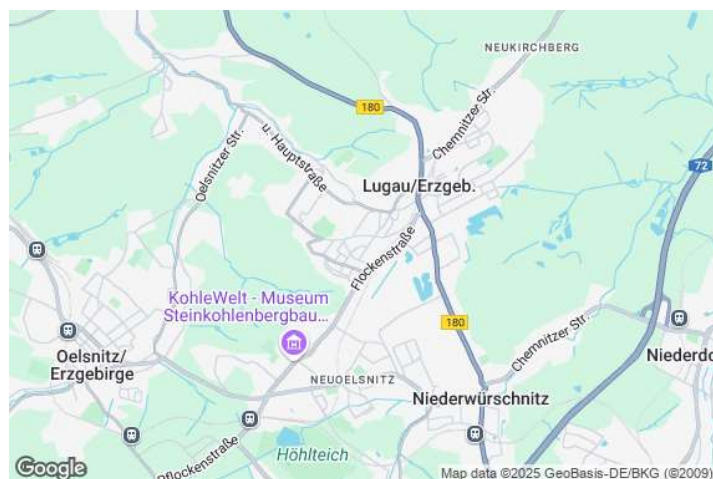 NEUKIRCHBERG
180
Chemnitzer Str.
Oelsnitzer Str.
u. Hauptstraße
72
Lugau/Erzgeb.
Flockenstraße
KohleWelt - Museum
Steinkohlenbergbau...
180
Chemnitzer Str.
Oelsnitz/
Erzgebirge
Niederdo
NEUOELSNITZ
Niederwürschnitz
Pflockenstraße
Höhlteich
Google
Map data ©2025 GeoBasis-DE/BKG (©2009)